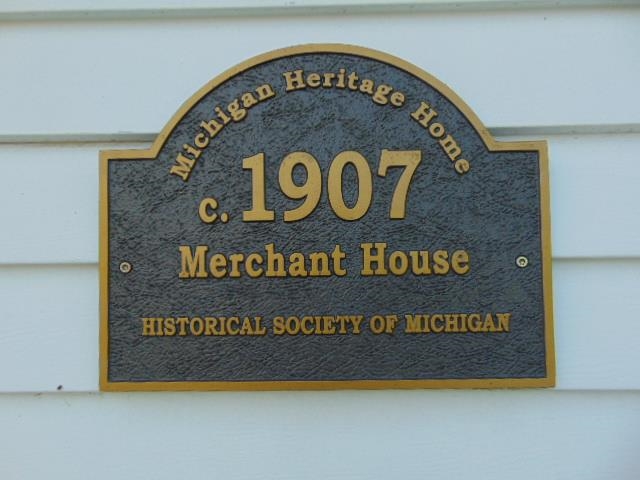 Michigan Heritage Home
c. 1907
Merchant House
HISTORICAL SOCIETY OF MICHIGAN